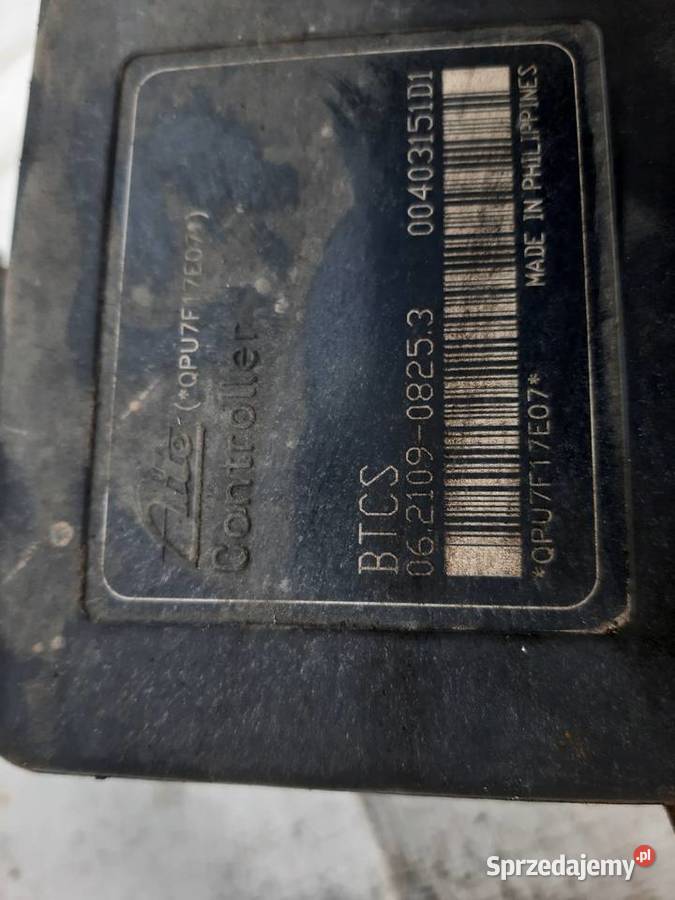 Ate (*QPU7F17E07*)
Controller
BTCS
06.2109-0825.3 00403151D1
*QPU7F17E07* MADE IN PHILIPPINES
Sprzedajemy.pl